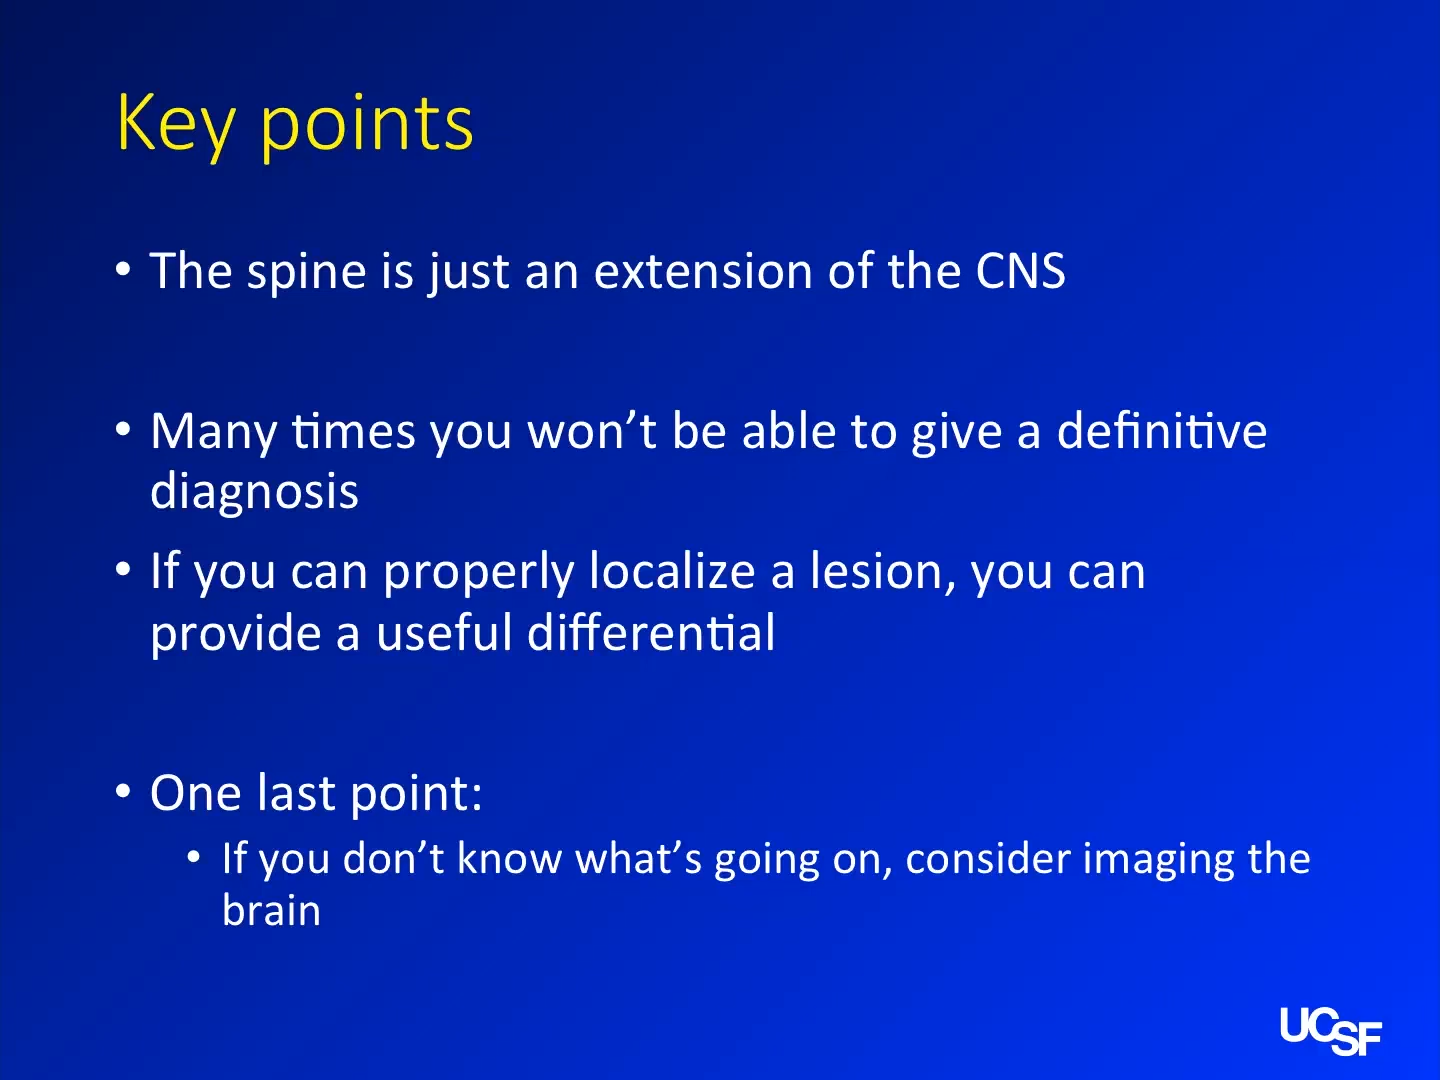 Key points
• The spine is just an extension of the CNS
• Many times you won’t be able to give a definitive
diagnosis
• If you can properly localize a lesion, you can
provide a useful differential
• One last point:
• If you don’t know what’s going on, consider imaging the
brain
UCSF